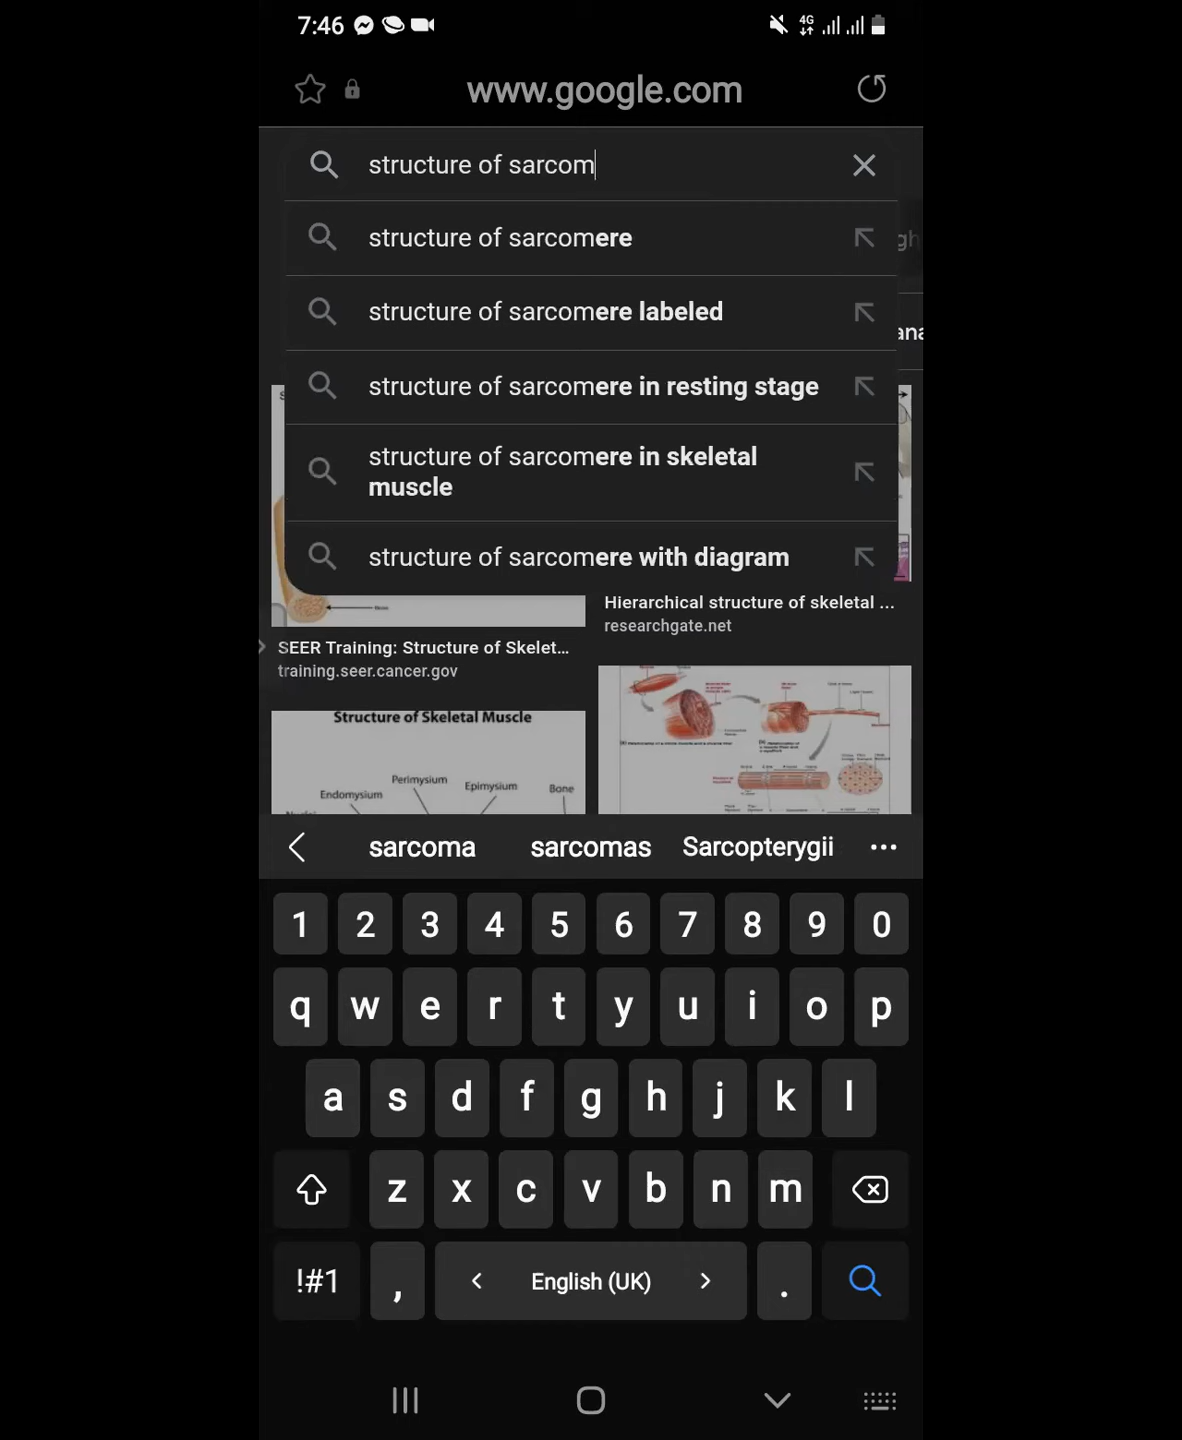 7:46
4G
www.google.com
structure of sarcom
structure of sarcomere
gh
structure of sarcomere labeled
ana
structure of sarcomere in resting stage
structure of sarcomere in skeletal
muscle
structure of sarcomere with diagram
Hierarchical structure of skeletal ...
researchgate.net
SEER Training: Structure of Skelet...
training.seer.cancer.gov
Structure of Skeletal Muscle
Perimysium
Epimysium
Endomysium
Bone
sarcoma sarcomas Sarcopterygii
1 2 3 4 5 6 7 8 9 0
q w e r t y u i o p
a s d f g h j k l
z x c v b n m
!#1 , < English (UK) > .